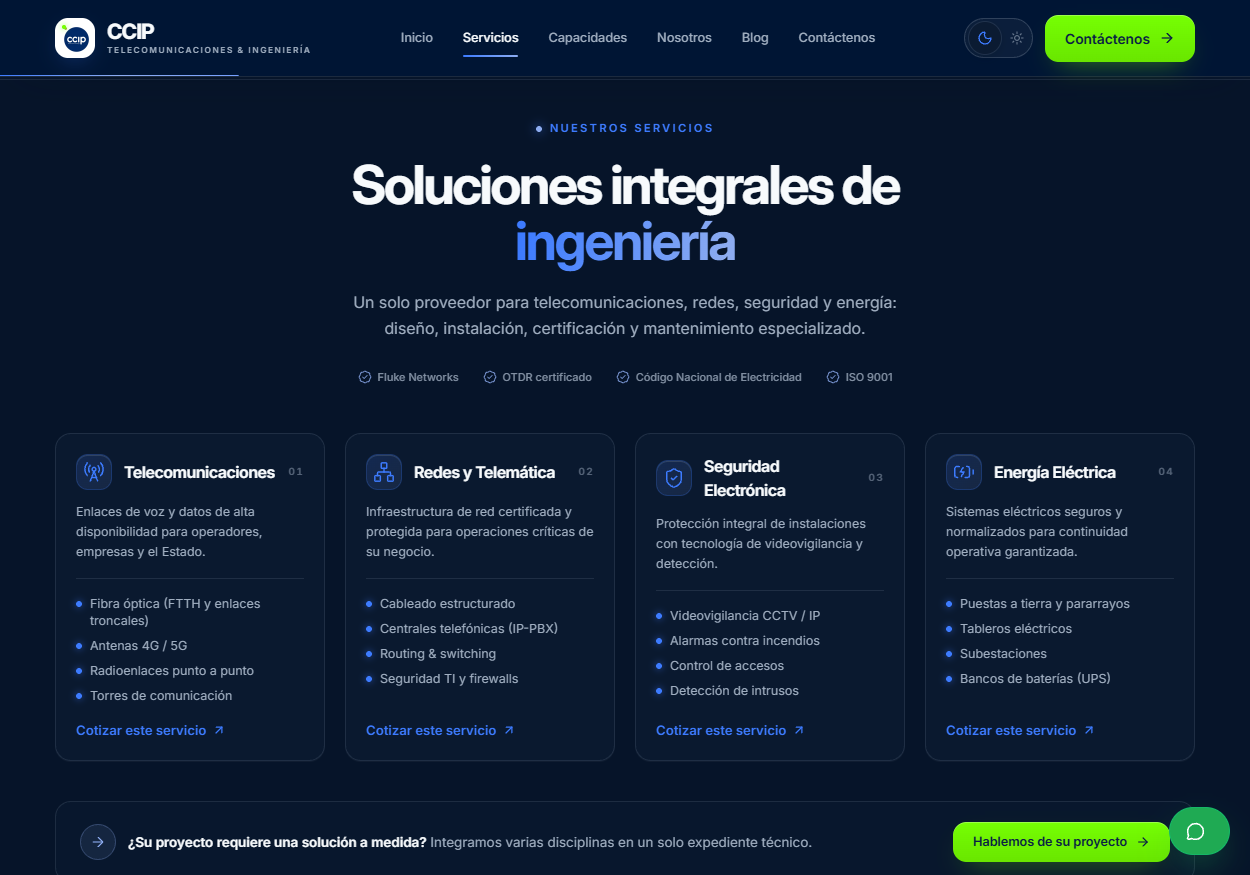 ccip
CCIP
TELECOMUNICACIONES & INGENIERÍA
Inicio
Servicios
Capacidades
Nosotros
Blog
Contáctenos
Contáctenos
NUESTROS SERVICIOS
Soluciones integrales de
ingeniería
Un solo proveedor para telecomunicaciones, redes, seguridad y energía:
diseño, instalación, certificación y mantenimiento especializado.
Fluke Networks
OTDR certificado
Código Nacional de Electricidad
ISO 9001
Telecomunicaciones
01
Enlaces de voz y datos de alta
disponibilidad para operadores,
empresas y el Estado.
Fibra óptica (FTTH y enlaces
troncales)
Antenas 4G / 5G
Radioenlaces punto a punto
Torres de comunicación
Cotizar este servicio
Redes y Telemática
02
Infraestructura de red certificada y
protegida para operaciones críticas de
su negocio.
Cableado estructurado
Centrales telefónicas (IP-PBX)
Routing & switching
Seguridad TI y firewalls
Cotizar este servicio
Seguridad
Electrónica
03
Protección integral de instalaciones
con tecnología de videovigilancia y
detección.
Videovigilancia CCTV / IP
Alarmas contra incendios
Control de accesos
Detección de intrusos
Cotizar este servicio
Energía Eléctrica
04
Sistemas eléctricos seguros y
normalizados para continuidad
operativa garantizada.
Puestas a tierra y pararrayos
Tableros eléctricos
Subestaciones
Bancos de baterías (UPS)
Cotizar este servicio
¿Su proyecto requiere una solución a medida? Integramos varias disciplinas en un solo expediente técnico.
Hablemos de su proyecto